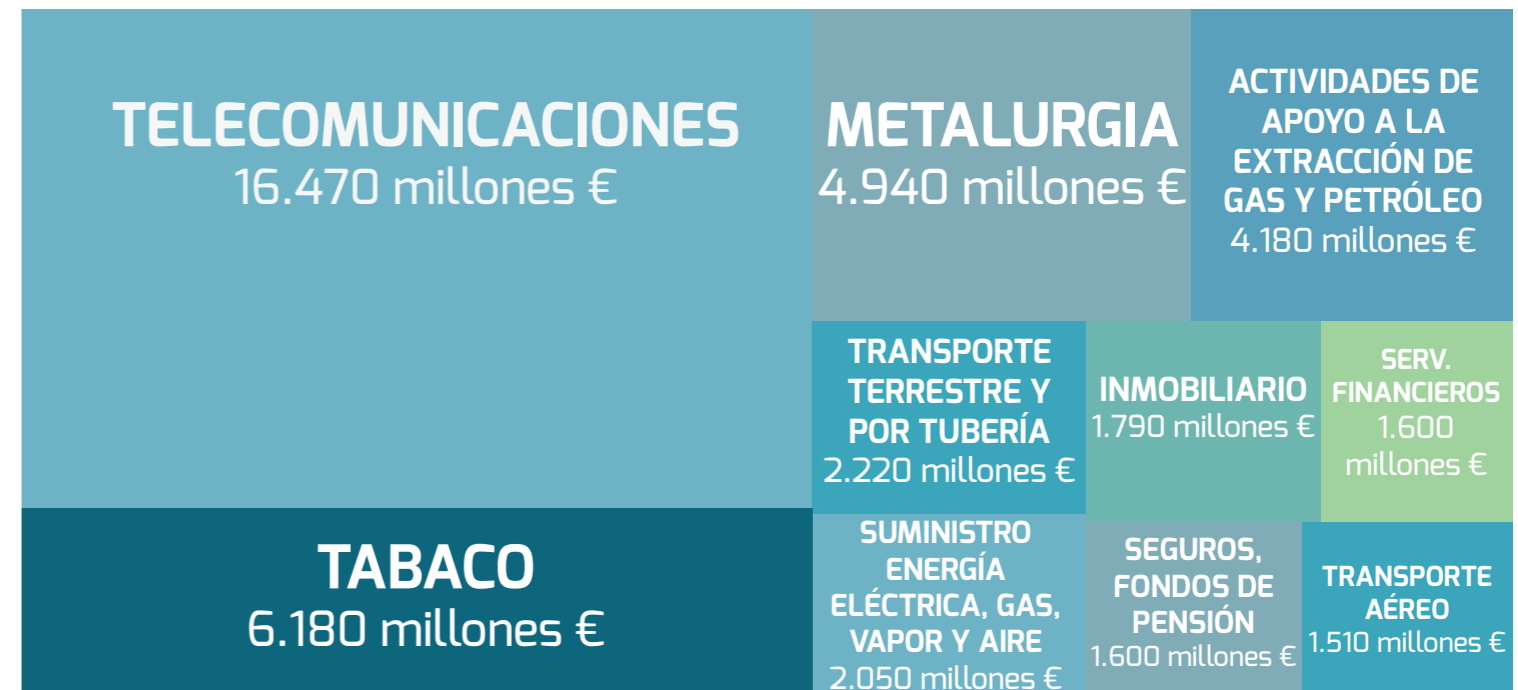 TELECOMUNICACIONES
16.470 millones €
METALURGIA
4.940 millones €
ACTIVIDADES DE
APOYO A LA
EXTRACCIÓN DE
GAS Y PETRÓLEO
4.180 millones €
TRANSPORTE
TERRESTRE Y
POR TUBERÍA
2.220 millones €
INMOBILIARIO
1.790 millones €
SERV.
FINANCIEROS
1.600
millones €
TABACO
6.180 millones €
SUMINISTRO
ENERGÍA
ELÉCTRICA, GAS,
VAPOR Y AIRE
2.050 millones €
SEGUROS,
FONDOS DE
PENSIÓN
1.600 millones €
TRANSPORTE
AÉREO
1.510 millones €